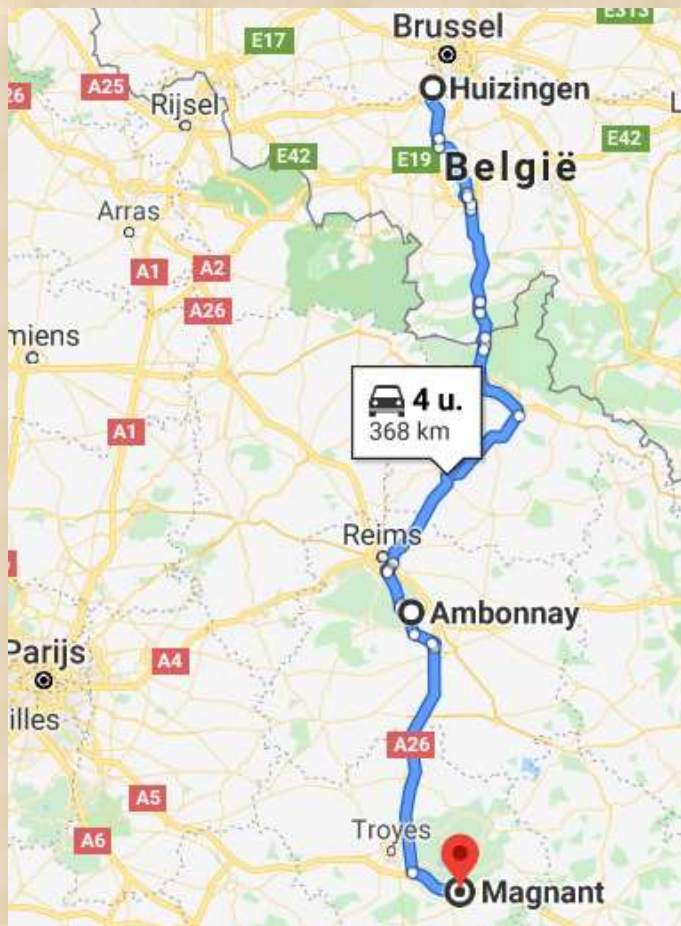 E313
Brussel
E17
Huizingen
A25
26
Rijsel
L
E42
E42
E19
België
Arras
A1
A2
A26
miens
4 u.
368 km
A1
Reims
Ambonnay
Parijs
A4
illes
A26
A5
Troyes
A6
Magnant